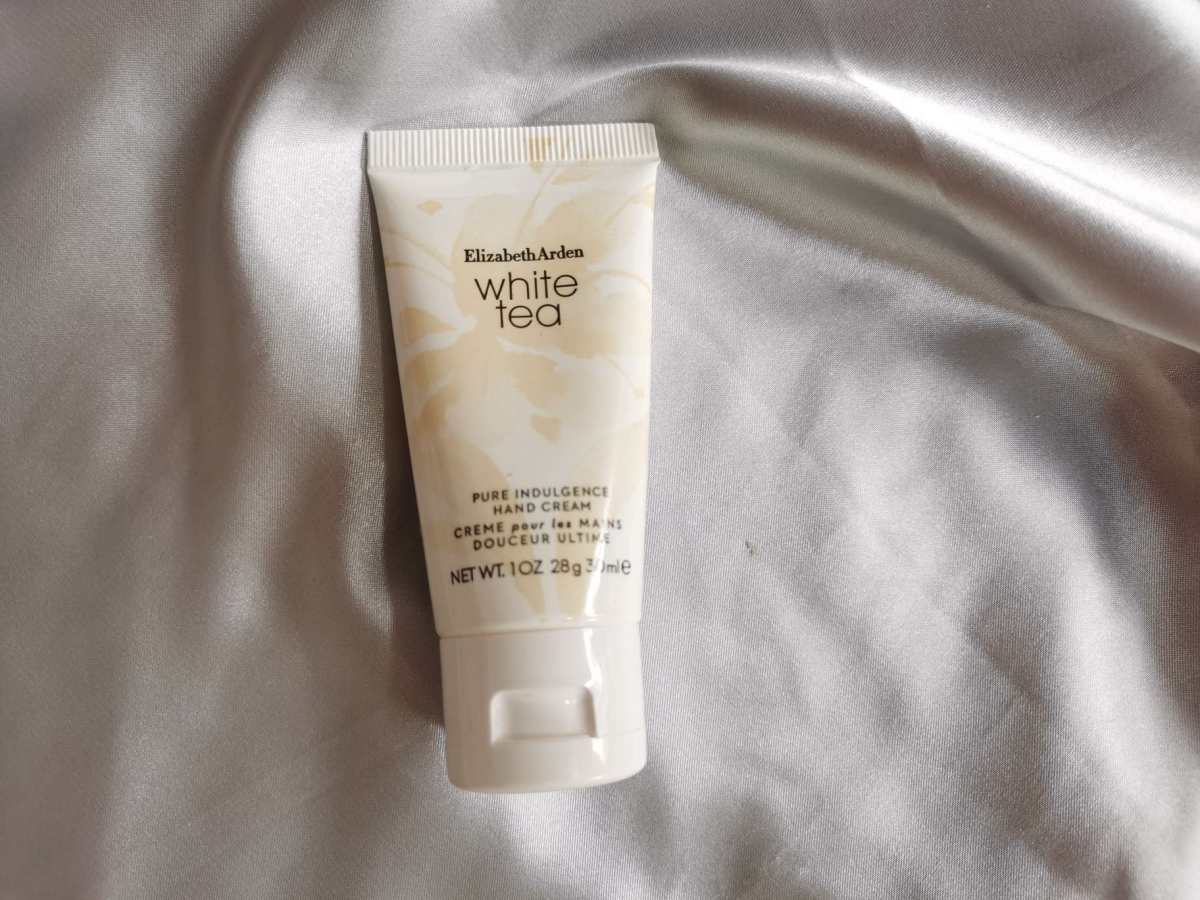 ElizabethArden
white
tea
PURE INDULGENCE
HAND CREAM
CREME pour les MAINS
DOUCEUR ULTIME
NET WT. 1 OZ 28g 30ml℮